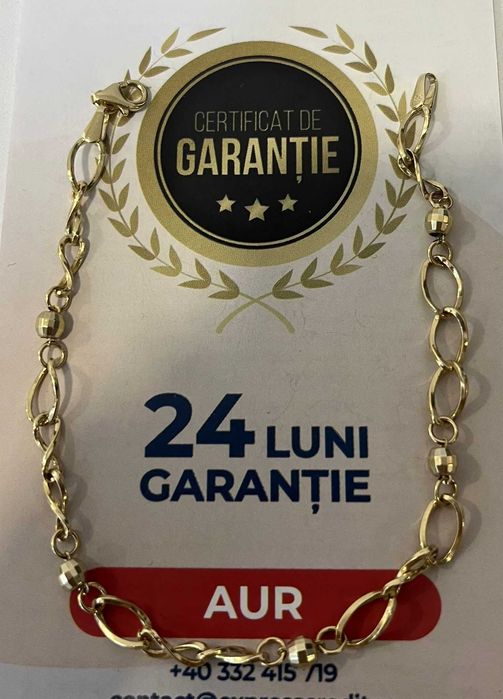 CERTIFICAT DE
GARANȚIE
24 LUNI
GARANȚIE
AUR
+40 332 415 719